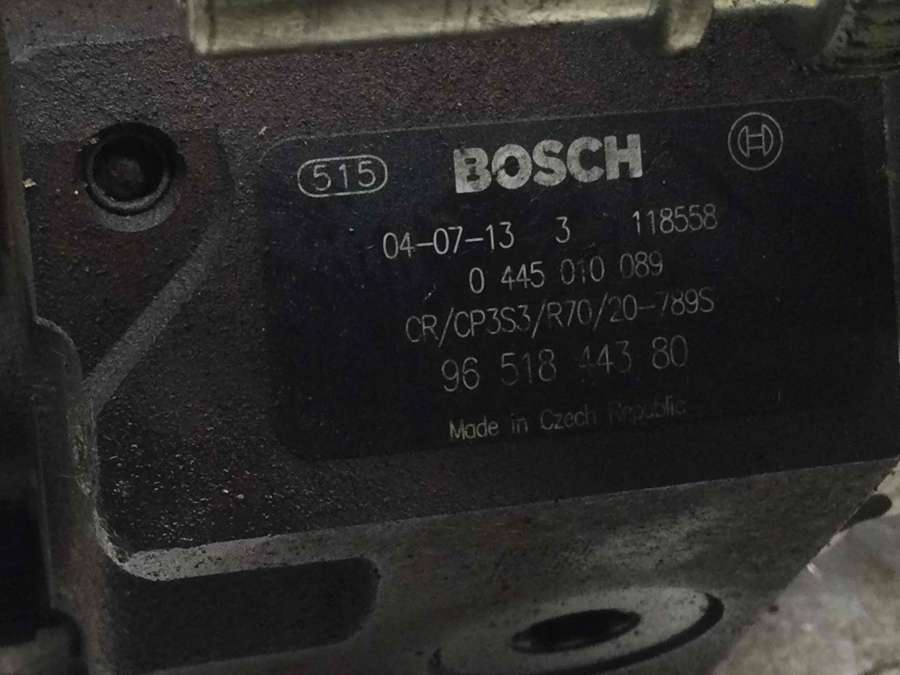 515 BOSCH
04-07-13 3 118558
0 445 010 089
CR/CP3S3/R70/20-789S
96 518 443 80
Made in Czech Republic